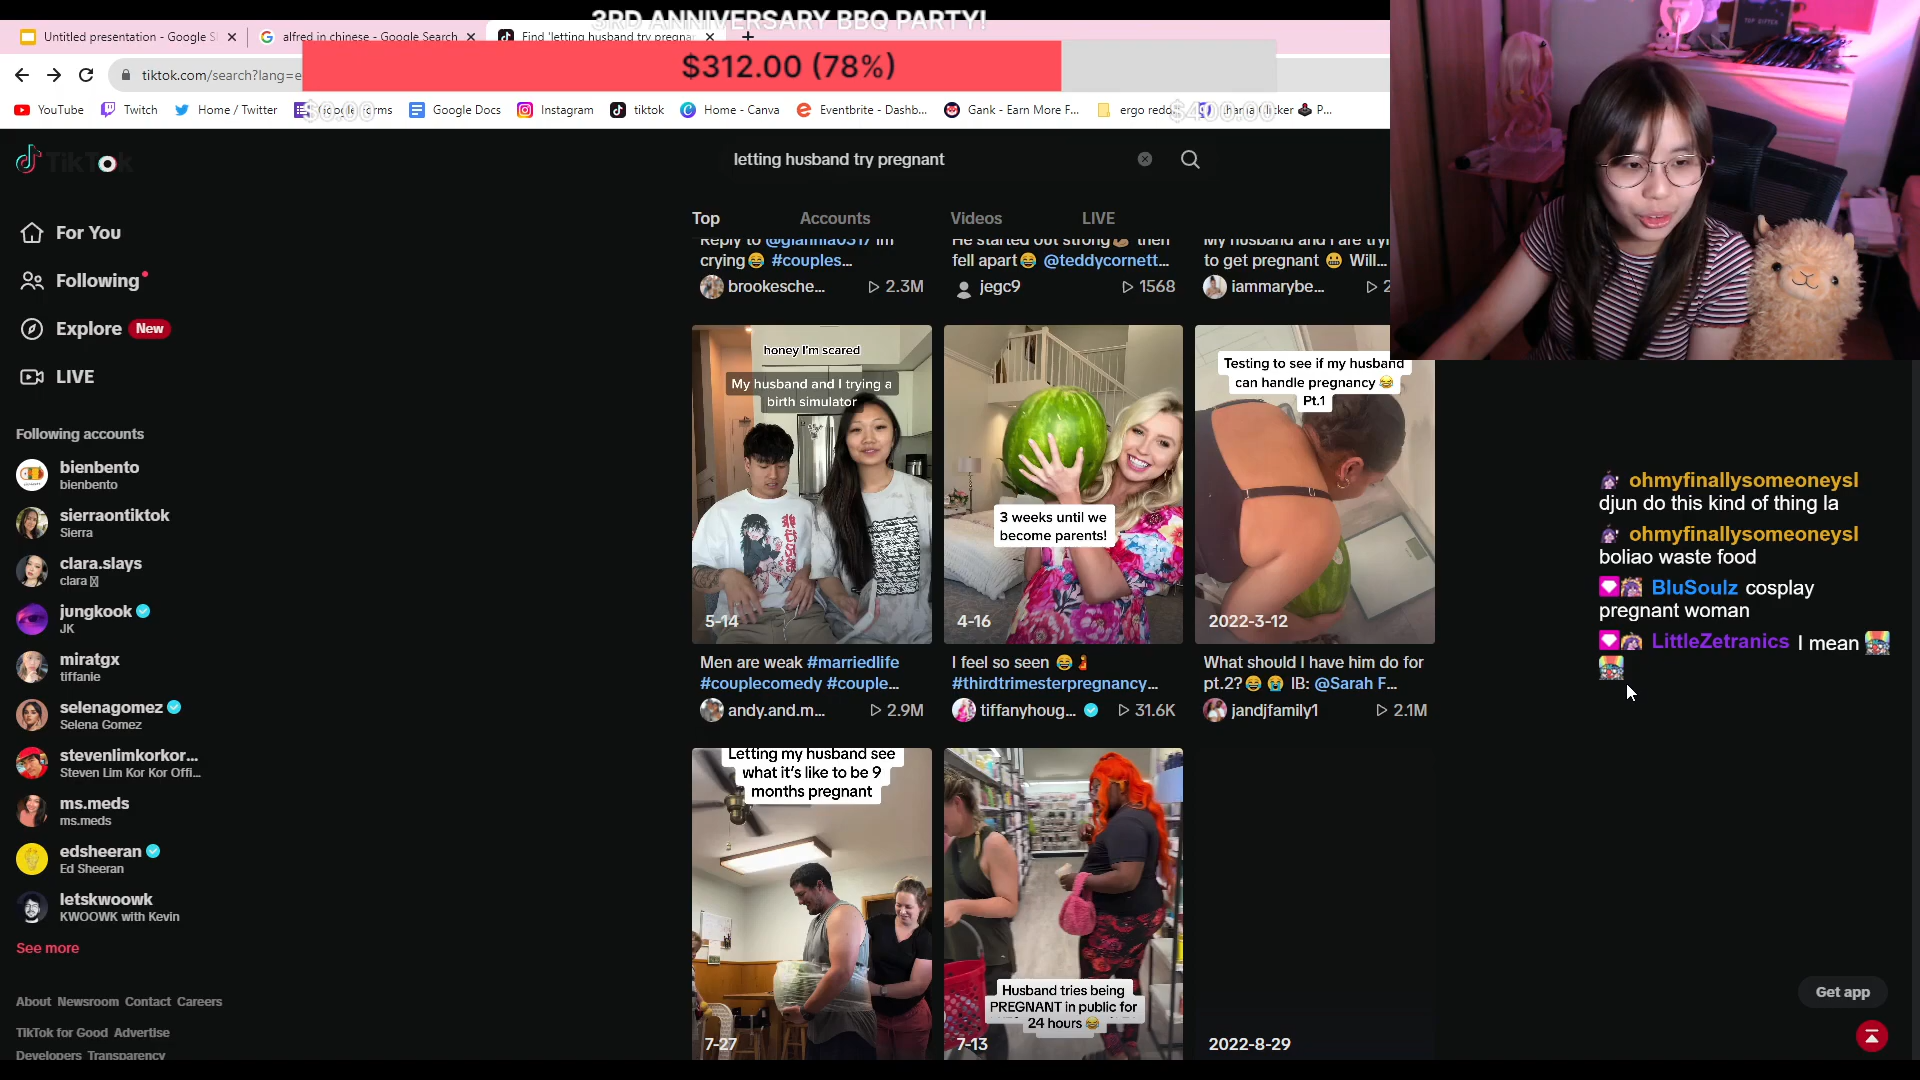 3RD ANNIVERSARY BBQ PARTY!
Untitled presentation - Google S
alfred in chinese - Google Search
Find 'letting husband try pregna
$312.00 (78%)
tiktok.com/search?lang=e
YouTube
Twitch
Home / Twitter
Google Docs
Instagram
tiktok
Home - Canva
Eventbrite - Dashb...
Gank - Earn More F...
$0.00
$400.00
TikTok
letting husband try pregnant
For You
Following
Explore New
LIVE
Following accounts
bienbento
bienbento
sierraontiktok
Sierra
clara.slays
clara
jungkook
JK
miratgx
tiffanie
selenagomez
Selena Gomez
stevenlimkorkor...
Steven Lim Kor Kor Offi...
ms.meds
ms.meds
edsheeran
Ed Sheeran
letskwoowk
KWOOWK with Kevin
See more
About Newsroom Contact Careers
TikTok for Good Advertise
Developers Transparency
Top
Accounts
Videos
LIVE
Reply to @giannia0317 im
crying😂 #couples...
brookesche...
2.3M
He started out strong💪🏽 then
fell apart😂 @teddycornett...
jegc9
1568
My husband and I are tryi
to get pregnant 😬 Will...
iammarybe...
2
honey I'm scared
My husband and I trying a
birth simulator
5-14
Men are weak #marriedlife
#couplecomedy #couple...
andy.and.m...
2.9M
3 weeks until we
become parents!
4-16
I feel so seen 😂🤰
#thirdtrimesterpregnancy...
tiffanyhoug...
31.6K
Testing to see if my husband
can handle pregnancy 😂
Pt.1
2022-3-12
What should I have him do for
pt.2?😂😭 IB: @Sarah F...
jandjfamily1
2.1M
Letting my husband see
what it's like to be 9
months pregnant
7-27
Husband tries being
PREGNANT in public for
24 hours 😂
7-13
2022-8-29
ohmyfinallysomeoneysl
djun do this kind of thing la
ohmyfinallysomeoneysl
boliao waste food
BluSoulz cosplay
pregnant woman
LittleZetranics I mean
Get app